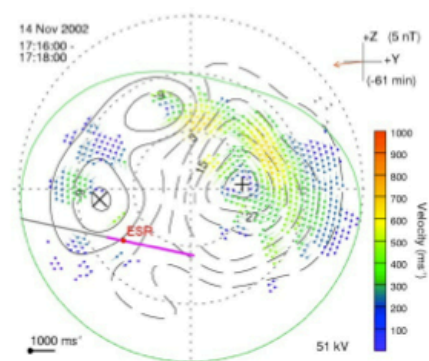 14 Nov 2002
17:16:00 -
17:18:00
+Z (5 nT)
+Y
(-61 min)
-3
15
-9
27
ESR
1000
900
800
700
600
500
400
300
200
100
Velocity (ms⁻¹)
1000 ms⁻¹
51 kV